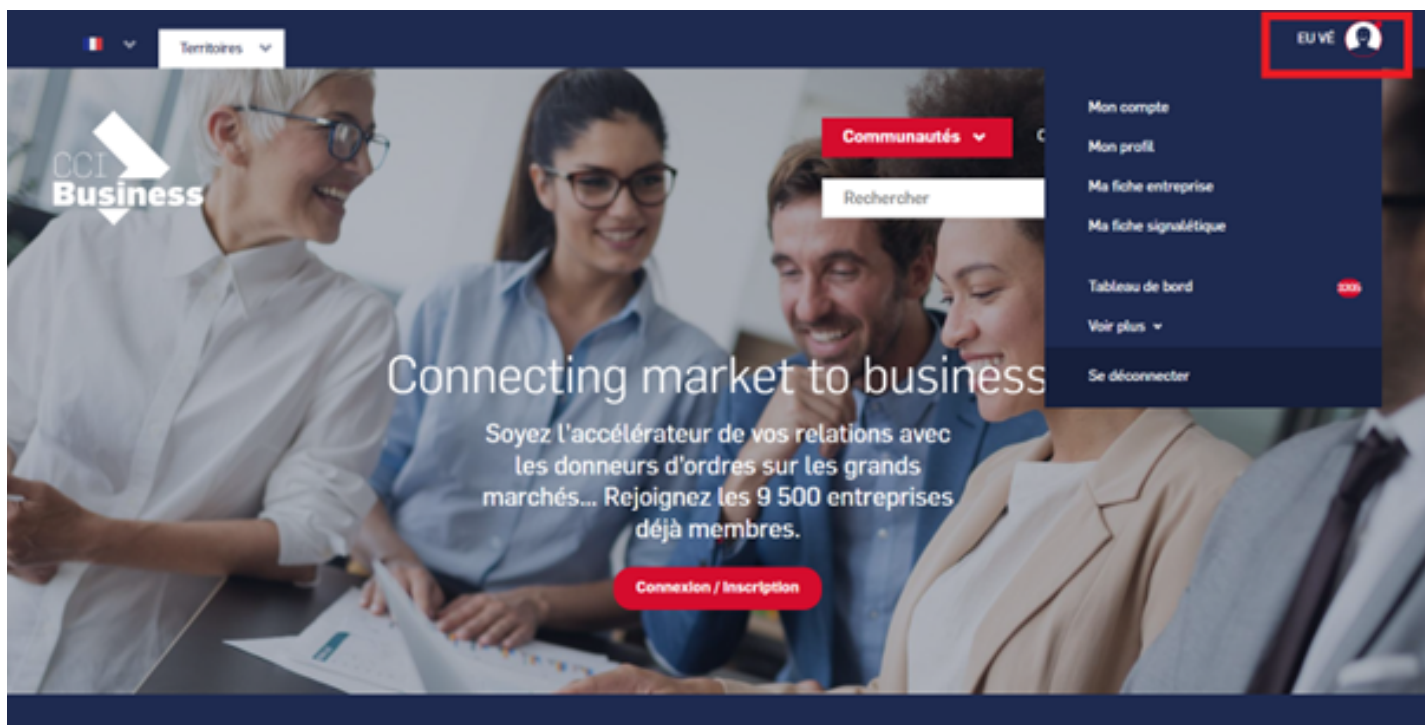 Territoires
EU VÉ
CCI
Business
Communautés
C
Rechercher
Mon compte
Mon profil
Ma fiche entreprise
Ma fiche signalétique
Tableau de bord
Voir plus
Se déconnecter
Connecting market to business
Soyez l'accélérateur de vos relations avec
les donneurs d'ordres sur les grands
marchés... Rejoignez les 9 500 entreprises
déjà membres.
Connexion / Inscription